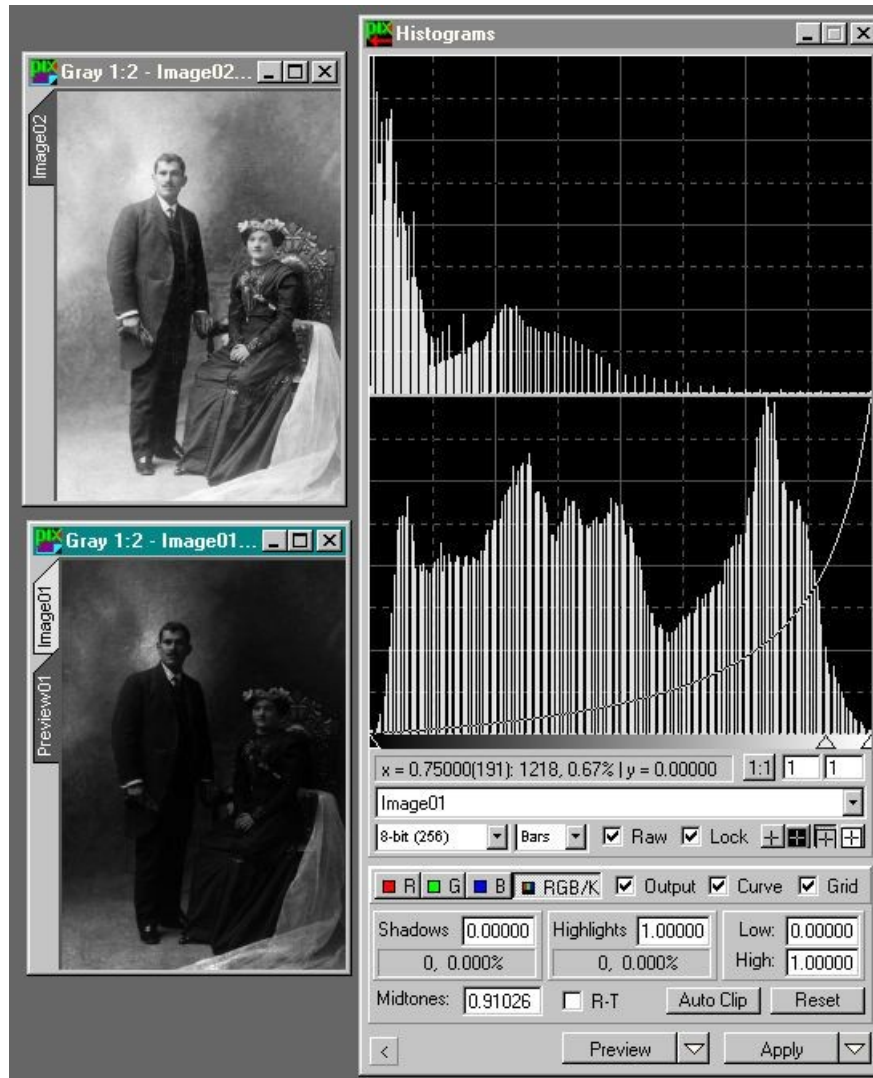 Gray 1:2 - Image02...
Image02
Gray 1:2 - Image01...
Image01
Preview01
Histograms
x = 0.75000(191): 1218, 0.67% | y = 0.00000 1:1 1 1
Image01
8-bit (256) Bars Raw Lock
R G B RGB/K Output Curve Grid
Shadows 0.00000 Highlights 1.00000 Low: 0.00000
0, 0.000% 0, 0.000% High: 1.00000
Midtones: 0.91026 R-T Auto Clip Reset
< Preview Apply